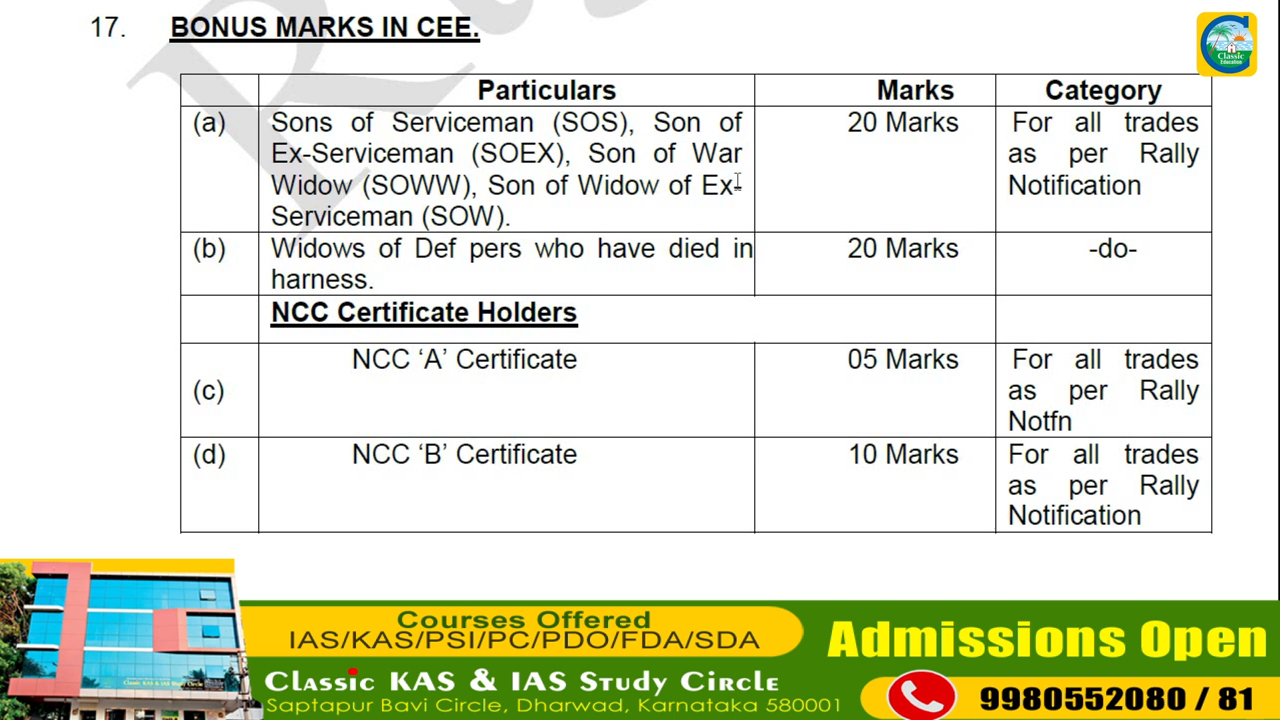 17. BONUS MARKS IN CEE.
Classic
Education
Particulars Marks Category
(a) Sons of Serviceman (SOS), Son of 20 Marks For all trades
Ex-Serviceman (SOEX), Son of War as per Rally
Widow (SOWW), Son of Widow of Ex- Notification
Serviceman (SOW).
(b) Widows of Def pers who have died in 20 Marks -do-
harness.
NCC Certificate Holders
NCC ‘A’ Certificate 05 Marks For all trades
(c) as per Rally
Notfn
(d) NCC ‘B’ Certificate 10 Marks For all trades
as per Rally
Notification
Courses Offered
IAS/KAS/PSI/PC/PDO/FDA/SDA
Classic KAS & IAS Study Circle
Saptapur Bavi Circle, Dharwad, Karnataka 580001
Admissions Open
9980552080 / 81